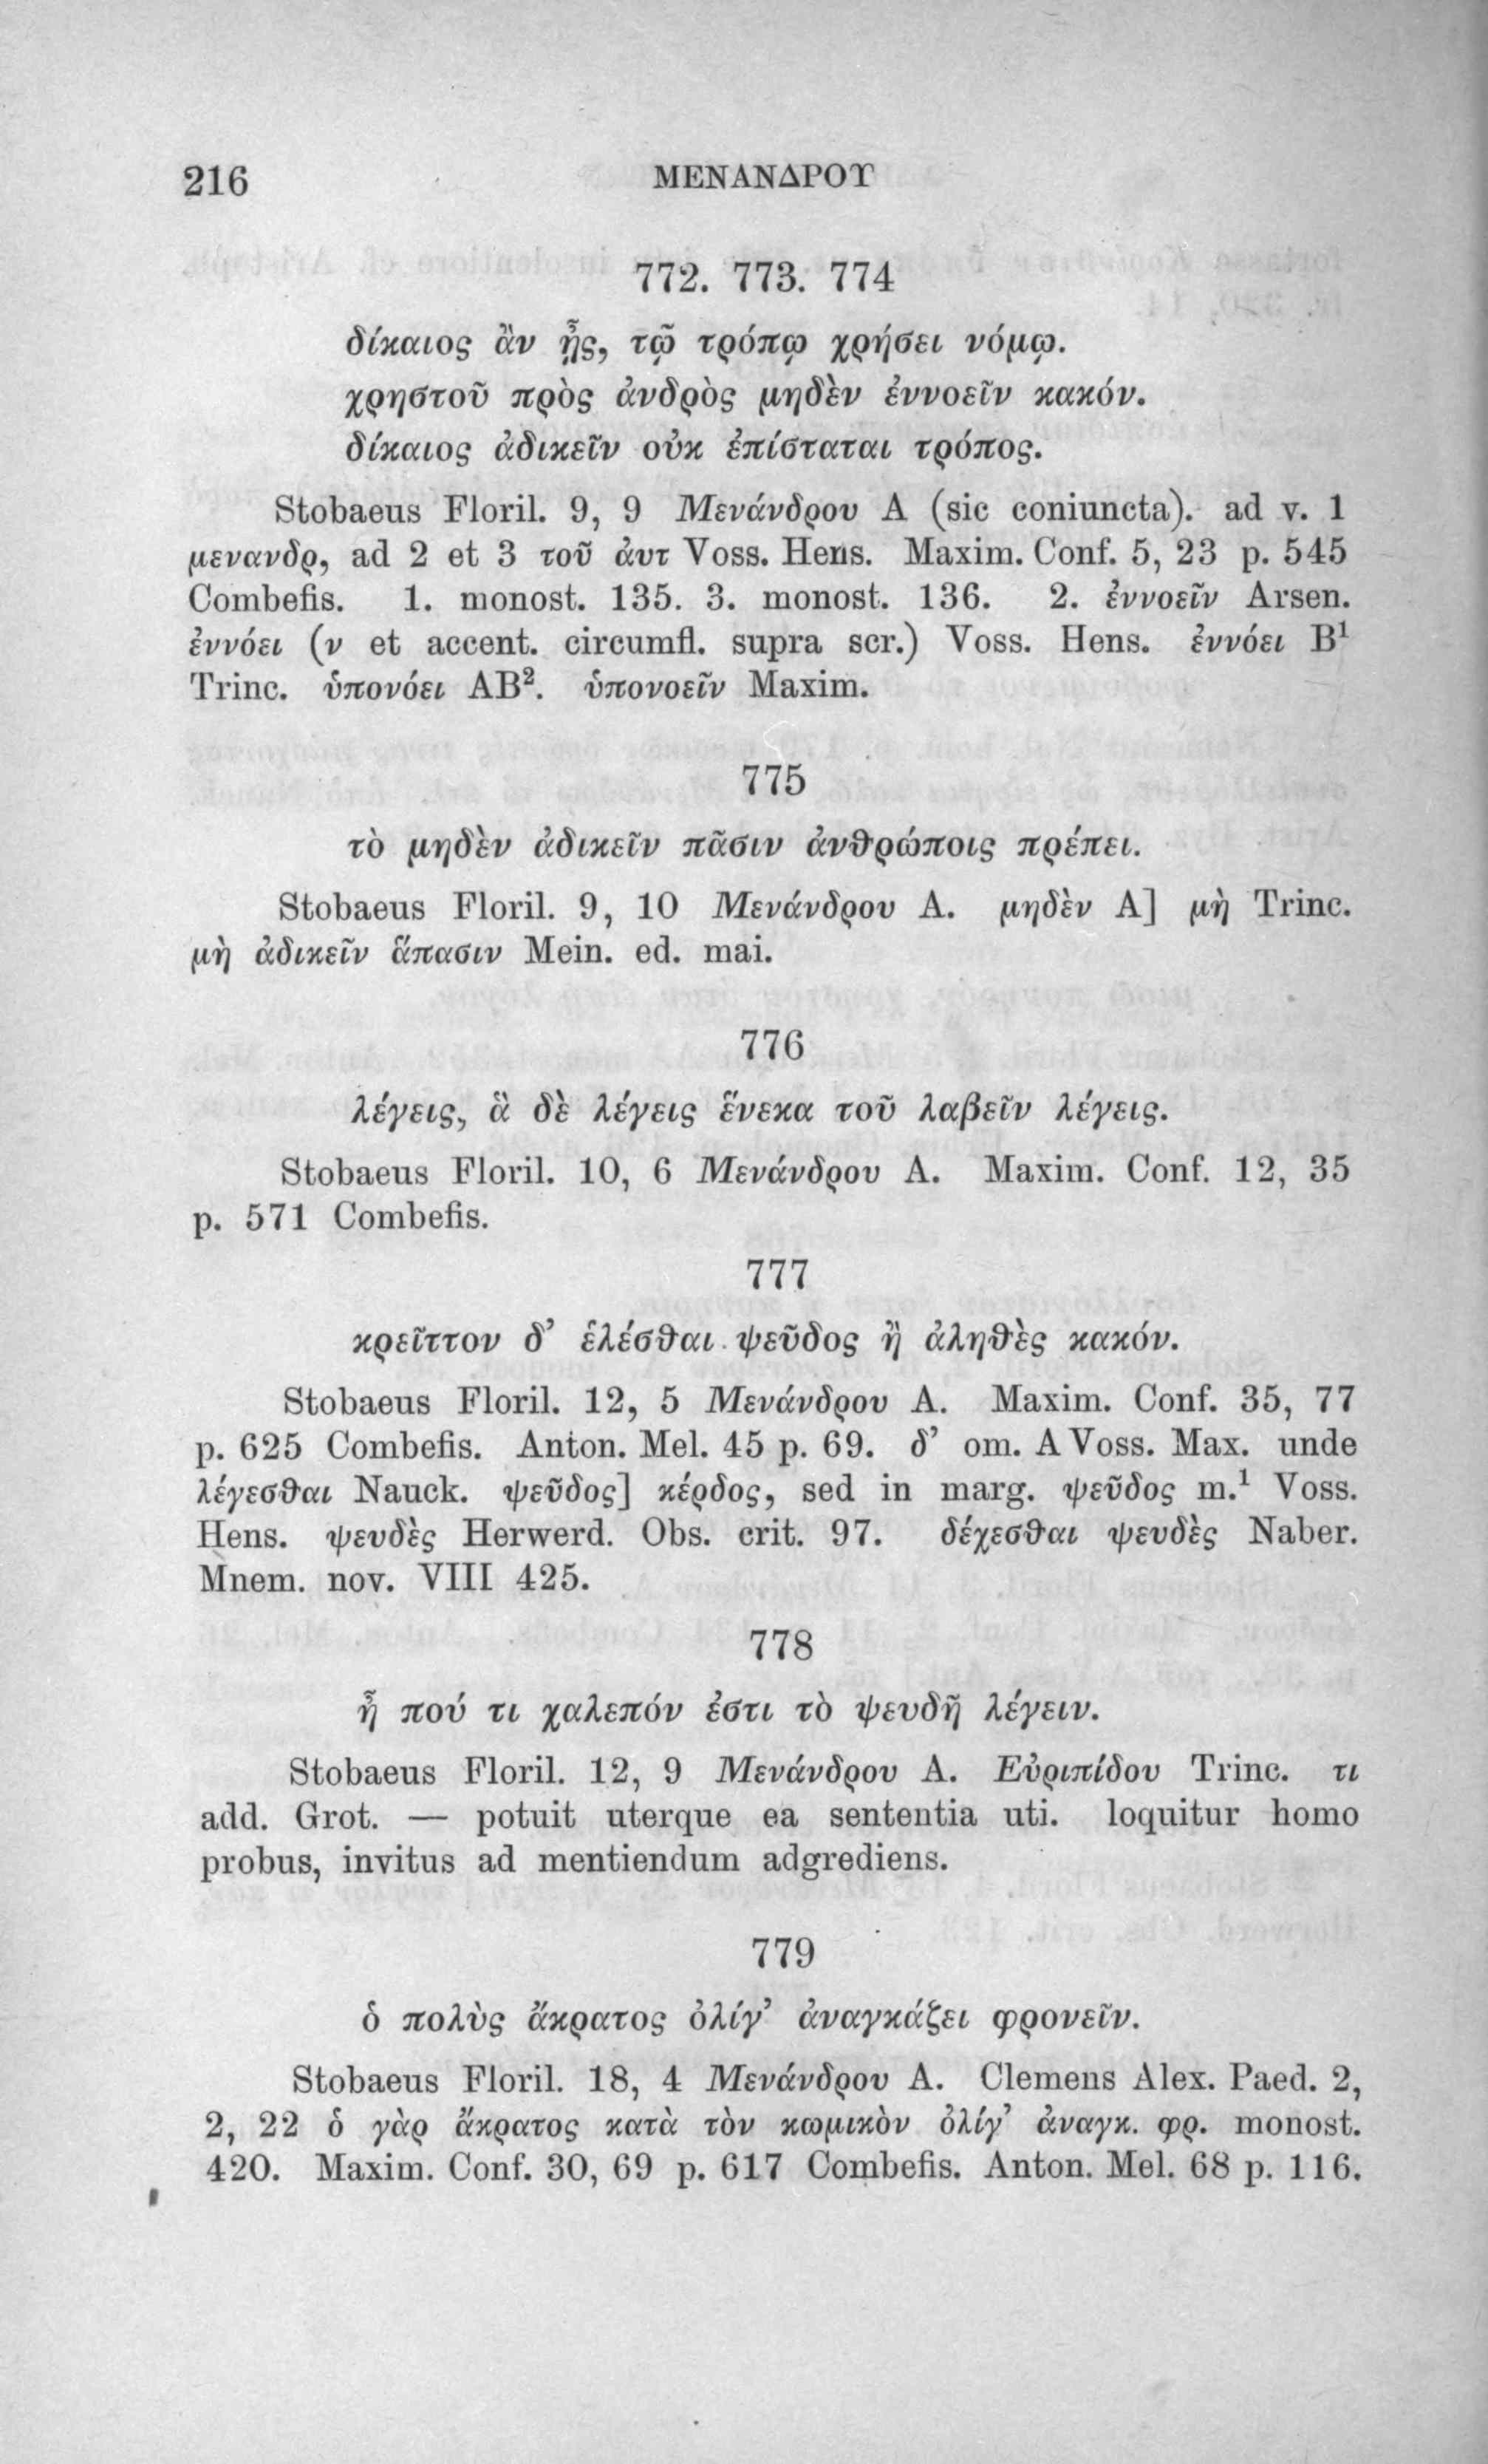 216 ΜΕΝΑΝΔΡΟΥ
772. 773. 774
δίκαιος ἂν ᾖς, τῷ τρόπῳ χρήσει νόμῳ.
χρηστοῦ πρὸς ἀνδρὸς μηδὲν ἐννοεῖν κακόν.
δίκαιος ἀδικεῖν οὐκ ἐπίσταται τρόπος.
Stobaeus Floril. 9, 9 Μενάνδρου A (sic coniuncta). ad v. 1
μενανδρ, ad 2 et 3 τοῦ ἀυτ Voss. Hens. Maxim. Conf. 5, 23 p. 545
Combefis. 1. monost. 135. 3. monost. 136. 2. ἐννοεῖν Arsen.
ἐννόει (ν et accent. circumfl. supra scr.) Voss. Hens. ἐννόει B¹
Trinc. ὑπονόει AB². ὑπονοεῖν Maxim.
775
τὸ μηδὲν ἀδικεῖν πᾶσιν ἀνθρώποις πρέπει.
Stobaeus Floril. 9, 10 Μενάνδρου A. μηδὲν A] μὴ Trinc.
μὴ ἀδικεῖν ἅπασιν Mein. ed. mai.
776
λέγεις, ἃ δὲ λέγεις ἕνεκα τοῦ λαβεῖν λέγεις.
Stobaeus Floril. 10, 6 Μενάνδρου A. Maxim. Conf. 12, 35
p. 571 Combefis.
777
κρεῖττον δ’ ἑλέσθαι ψεῦδος ἢ ἀληθὲς κακόν.
Stobaeus Floril. 12, 5 Μενάνδρου A. Maxim. Conf. 35, 77
p. 625 Combefis. Anton. Mel. 45 p. 69. δ’ om. A Voss. Max. unde
λέγεσθαι Nauck. ψεῦδος] κέρδος, sed in marg. ψεῦδος m.¹ Voss.
Hens. ψευδὲς Herwerd. Obs. crit. 97. δέχεσθαι ψευδὲς Naber.
Mnem. nov. VIII 425.
778
ἦ πού τι χαλεπόν ἐστι τὸ ψευδῆ λέγειν.
Stobaeus Floril. 12, 9 Μενάνδρου A. Εὐριπίδου Trinc. τι
add. Grot. — potuit uterque ea sententia uti. loquitur homo
probus, invitus ad mentiendum adgrediens.
779
ὁ πολὺς ἄκρατος ὀλίγ’ ἀναγκάζει φρονεῖν.
Stobaeus Floril. 18, 4 Μενάνδρου A. Clemens Alex. Paed. 2,
2, 22 ὁ γὰρ ἄκρατος κατὰ τὸν κωμικὸν ὀλίγ’ ἀναγκ. φρ. monost.
420. Maxim. Conf. 30, 69 p. 617 Combefis. Anton. Mel. 68 p. 116.